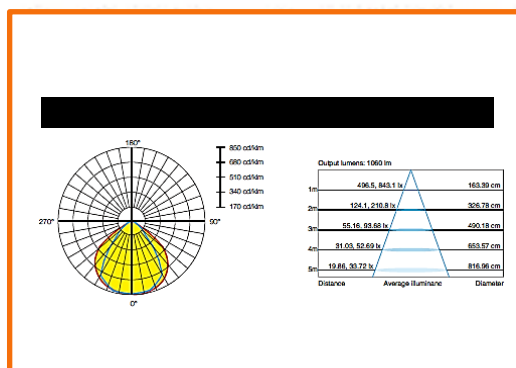 180°
270°
90°
0°
850 cd/klm
680 cd/klm
510 cd/klm
340 cd/klm
170 cd/klm
Output lumens: 1060 lm
1m 496.5, 843.1 lx 163.39 cm
2m 124.1, 210.8 lx 326.78 cm
3m 55.16, 93.68 lx 490.18 cm
4m 31.03, 52.69 lx 653.57 cm
5m 19.86, 33.72 lx 816.96 cm
Distance Average illuminanc Diameter